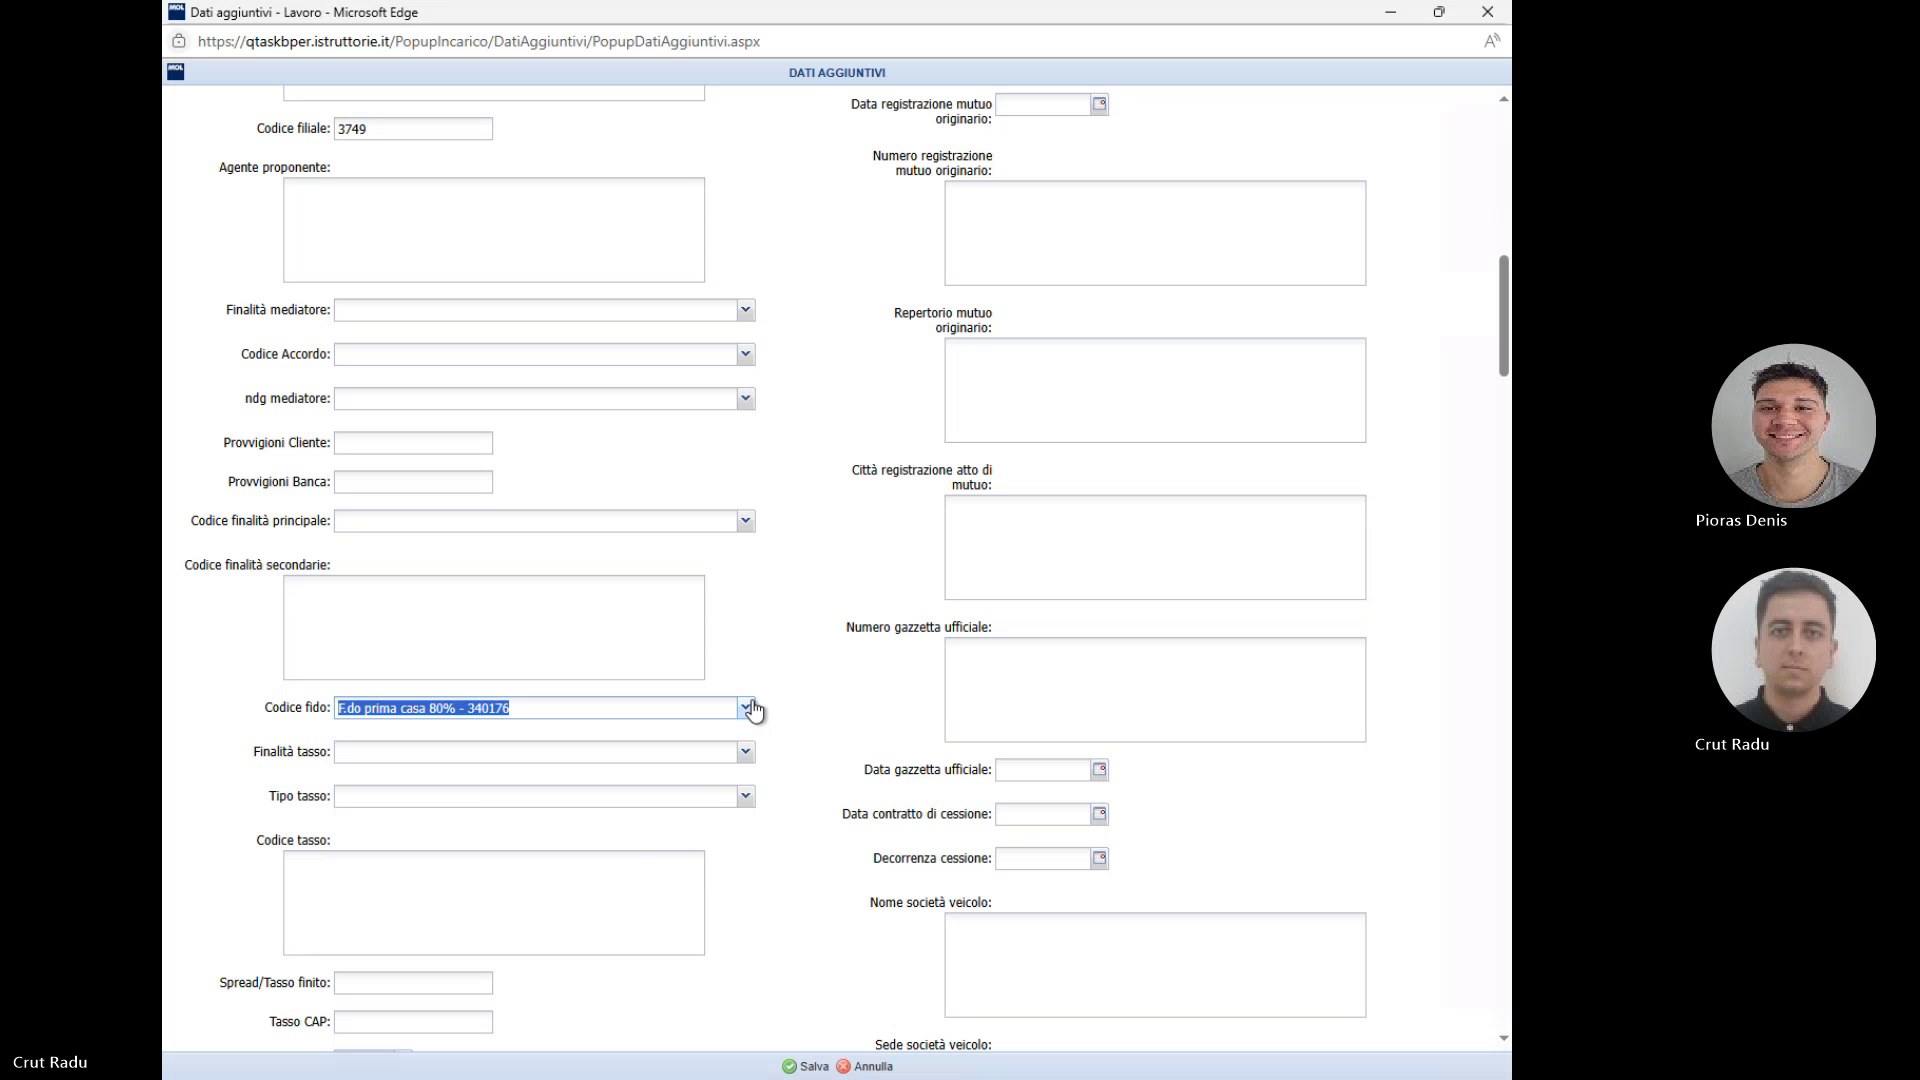 MOL Dati aggiuntivi - Lavoro - Microsoft Edge
https://qtaskbper.istruttorie.it/PopupIncarico/DatiAggiuntivi/PopupDatiAggiuntivi.aspx
MOL
DATI AGGIUNTIVI
Codice filiale: 3749
Agente proponente:
Finalità mediatore:
Codice Accordo:
ndg mediatore:
Provvigioni Cliente:
Provvigioni Banca:
Codice finalità principale:
Codice finalità secondarie:
Codice fido: F.do prima casa 80% - 340176
Finalità tasso:
Tipo tasso:
Codice tasso:
Spread/Tasso finito:
Tasso CAP:
Data registrazione mutuo
originario:
Numero registrazione
mutuo originario:
Repertorio mutuo
originario:
Città registrazione atto di
mutuo:
Numero gazzetta ufficiale:
Data gazzetta ufficiale:
Data contratto di cessione:
Decorrenza cessione:
Nome società veicolo:
Sede società veicolo:
Salva Annulla
Pioras Denis
Crut Radu
Crut Radu